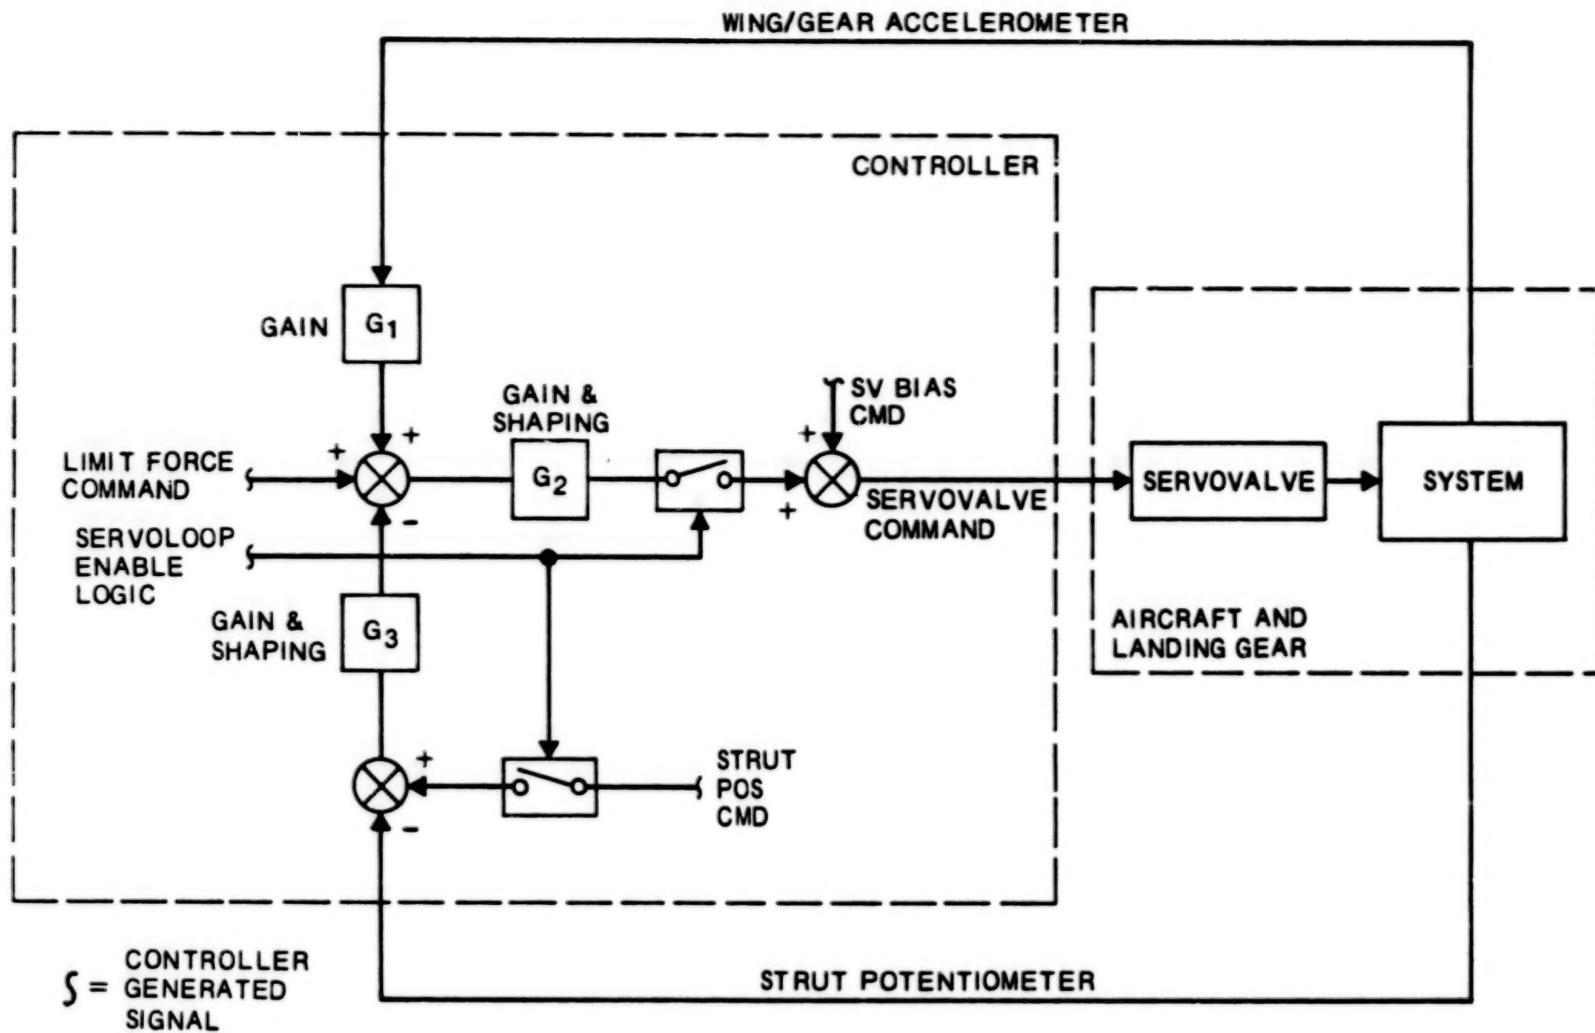 WING/GEAR ACCELEROMETER
CONTROLLER
GAIN
G1
GAIN &
SHAPING
SV BIAS
CMD
+
+
+
LIMIT FORCE
COMMAND
G2
SERVOVALVE
SYSTEM
+
SERVOVALVE
COMMAND
-
SERVOLOOP
ENABLE
LOGIC
GAIN &
SHAPING
G3
AIRCRAFT AND
LANDING GEAR
+
STRUT
POS
CMD
-
ʃ = CONTROLLER
GENERATED
SIGNAL
STRUT POTENTIOMETER